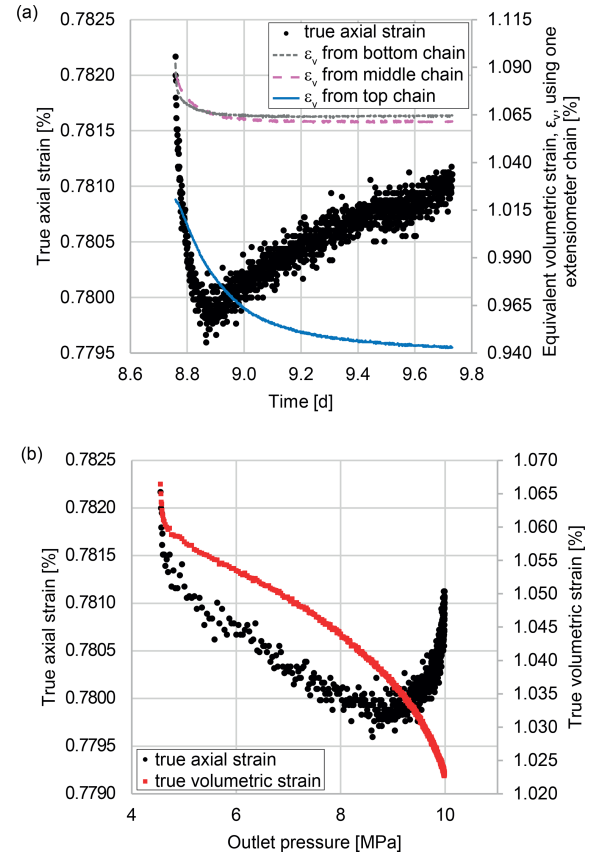 (a)
0.7825
0.7820
0.7815
0.7810
0.7805
0.7800
0.7795
True axial strain [%]
true axial strain
εv from bottom chain
εv from middle chain
εv from top chain
1.115
1.090
1.065
1.040
1.015
0.990
0.965
0.940
Equivalent volumetric strain, εv, using one
extensiometer chain [%]
8.6 8.8 9.0 9.2 9.4 9.6 9.8
Time [d]
(b)
0.7825
0.7820
0.7815
0.7810
0.7805
0.7800
0.7795
0.7790
True axial strain [%]
true axial strain
true volumetric strain
1.070
1.065
1.060
1.055
1.050
1.045
1.040
1.035
1.030
1.025
1.020
True volumetric strain [%]
4 6 8 10
Outlet pressure [MPa]